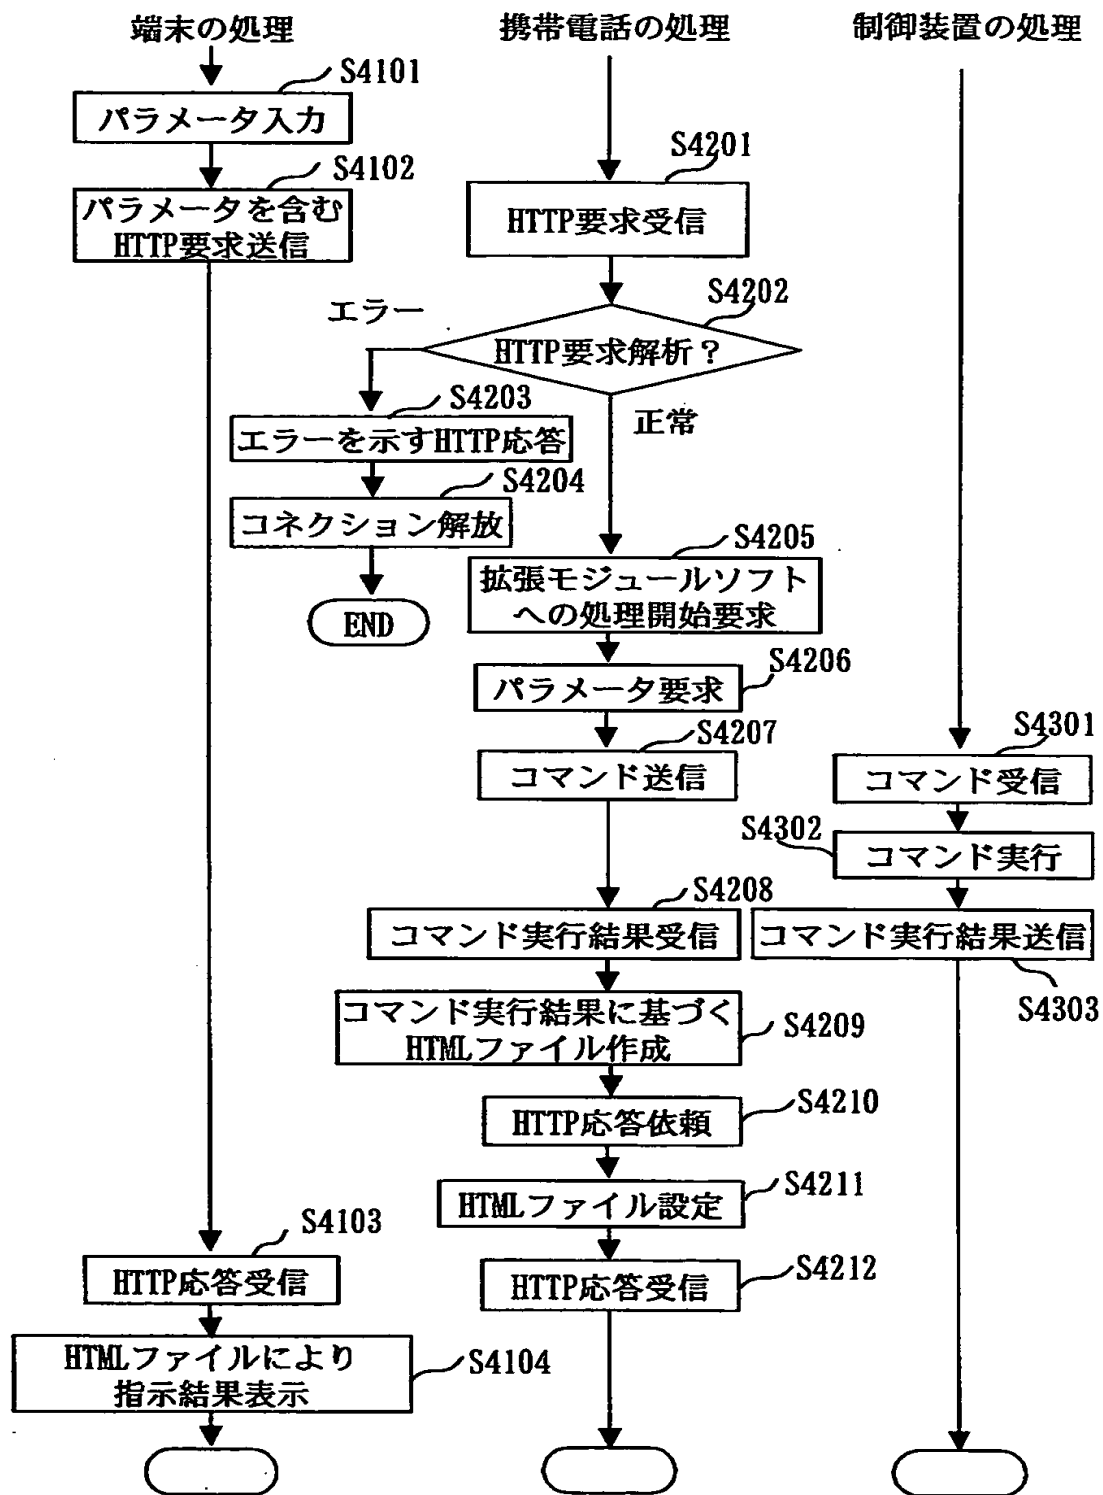 端末の処理
携帯電話の処理
制御装置の処理
S4101
パラメータ入力
S4102
パラメータを含む
HTTP要求送信
S4201
HTTP要求受信
S4202
エラー
HTTP要求解析?
S4203
正常
エラーを示すHTTP応答
S4204
コネクション解放
END
S4205
拡張モジュールソフト
への処理開始要求
S4206
パラメータ要求
S4207
コマンド送信
S4301
コマンド受信
S4302
コマンド実行
S4208
コマンド実行結果受信
コマンド実行結果送信
S4303
コマンド実行結果に基づく
HTMLファイル作成
S4209
HTTP応答依頼
S4210
HTMLファイル設定
S4211
S4103
HTTP応答受信
HTTP応答受信
S4212
HTMLファイルにより
指示結果表示
S4104